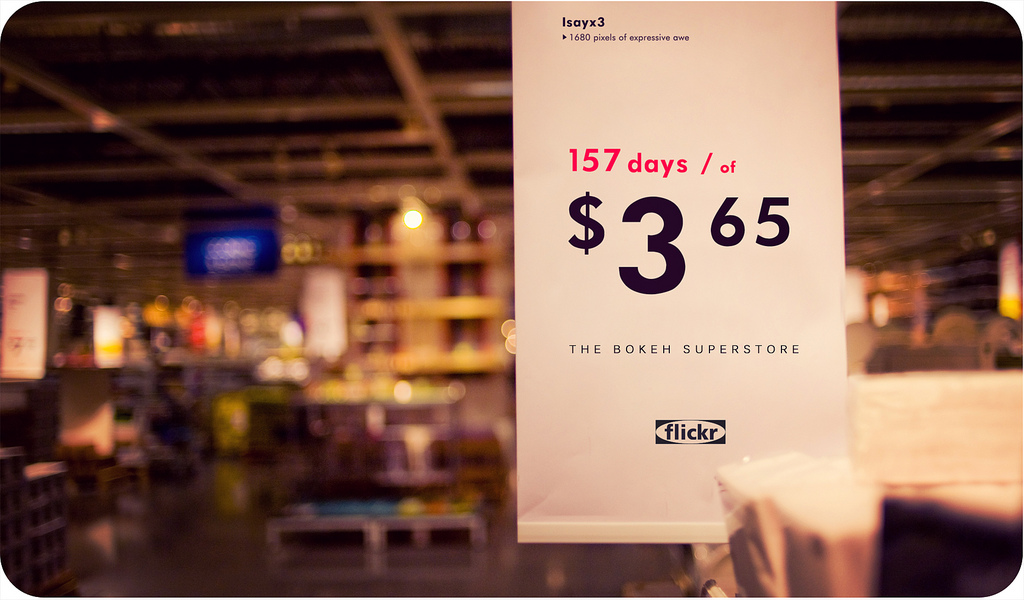 Isayx3
1680 pixels of expressive awe
157 days / of
$3 65
THE BOKEH SUPERSTORE
flickr